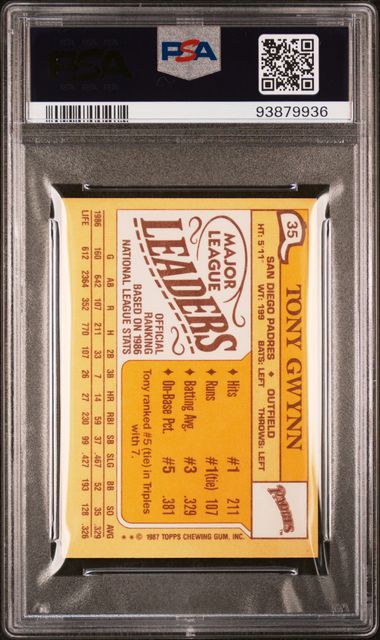 PSA
PSA
93879936
35
TONY GWYNN
SAN DIEGO PADRES ♦ OUTFIELD
HT: 5'11" WT: 199 BATS: LEFT THROWS: LEFT
PADRES
MAJOR
LEAGUE
LEADERS
OFFICIAL
RANKING
BASED ON 1986
NATIONAL LEAGUE STATS
♦ Hits #1 211
♦ Runs #1(tie) 107
♦ Batting Avg. #3 .329
♦ On-Base Pct. #5 .381
Tony ranked #5 (tie) in Triples
with 7.
G AB R H 2B 3B HR RBI SB SLG BB SO AVG
1986 160 642 107 211 33 7 14 59 37 .467 52 35 .329
LIFE 612 2364 352 770 107 26 27 230 99 .427 193 128 .326
** © 1987 TOPPS CHEWING GUM, INC.